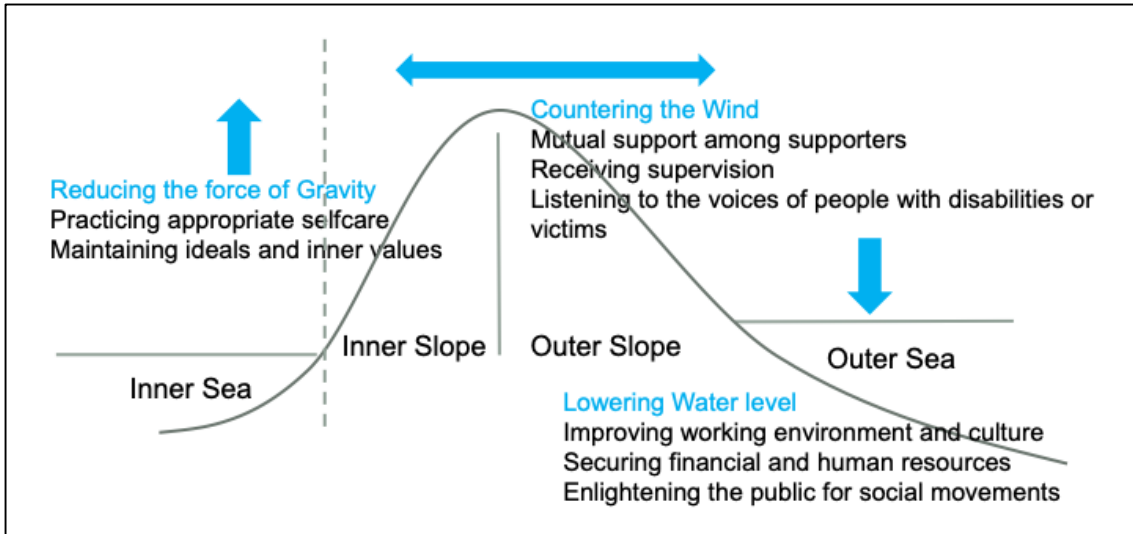 Countering the Wind
Mutual support among supporters
Receiving supervision
Listening to the voices of people with disabilities or
victims
Reducing the force of Gravity
Practicing appropriate selfcare
Maintaining ideals and inner values
Inner Slope
Outer Slope
Outer Sea
Inner Sea
Lowering Water level
Improving working environment and culture
Securing financial and human resources
Enlightening the public for social movements